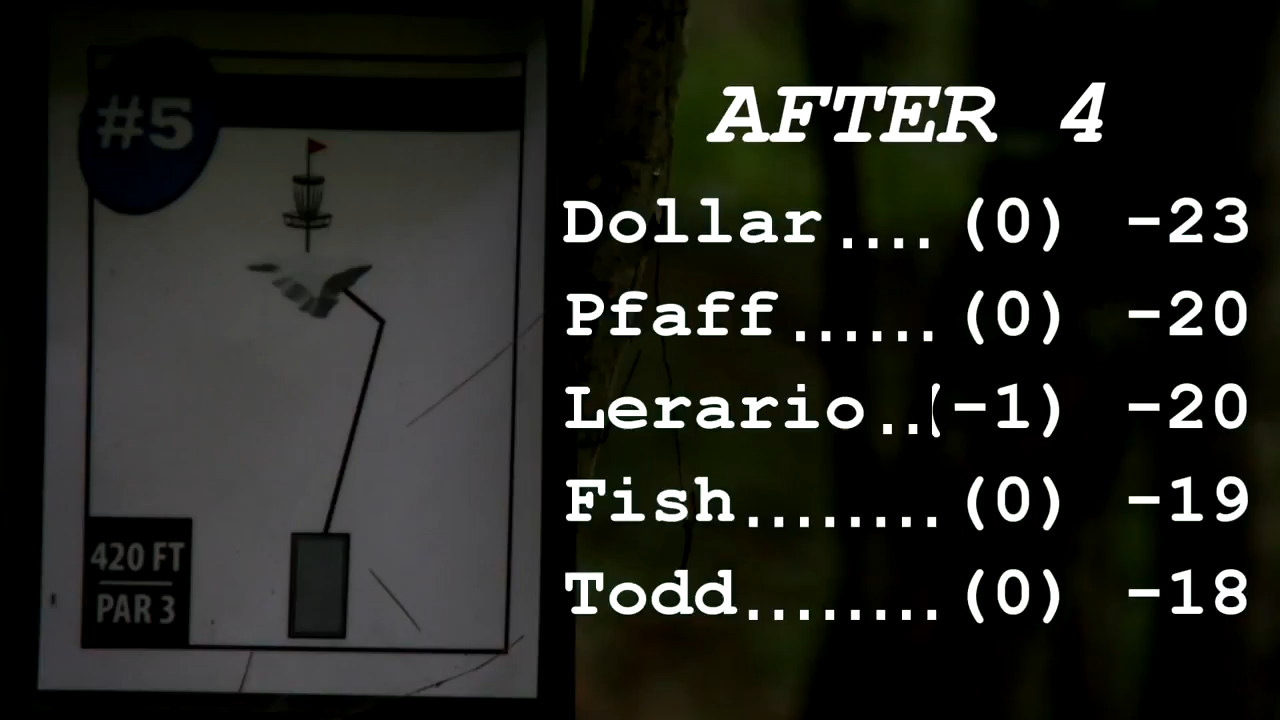 #5
420 FT
PAR 3
AFTER 4
Dollar .... (0) -23
Pfaff ...... (0) -20
Lerario ..(-1) -20
Fish........ (0) -19
Todd........ (0) -18